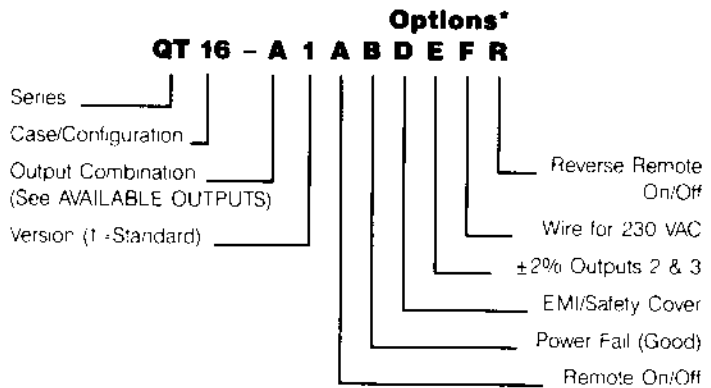 Options*
QT 16 - A 1 A B D E F R
Series
Case/Configuration
Output Combination
(See AVAILABLE OUTPUTS)
Version (1 = Standard)
Reverse Remote
On/Off
Wire for 230 VAC
±2% Outputs 2 & 3
EMI/Safety Cover
Power Fail (Good)
Remote On/Off